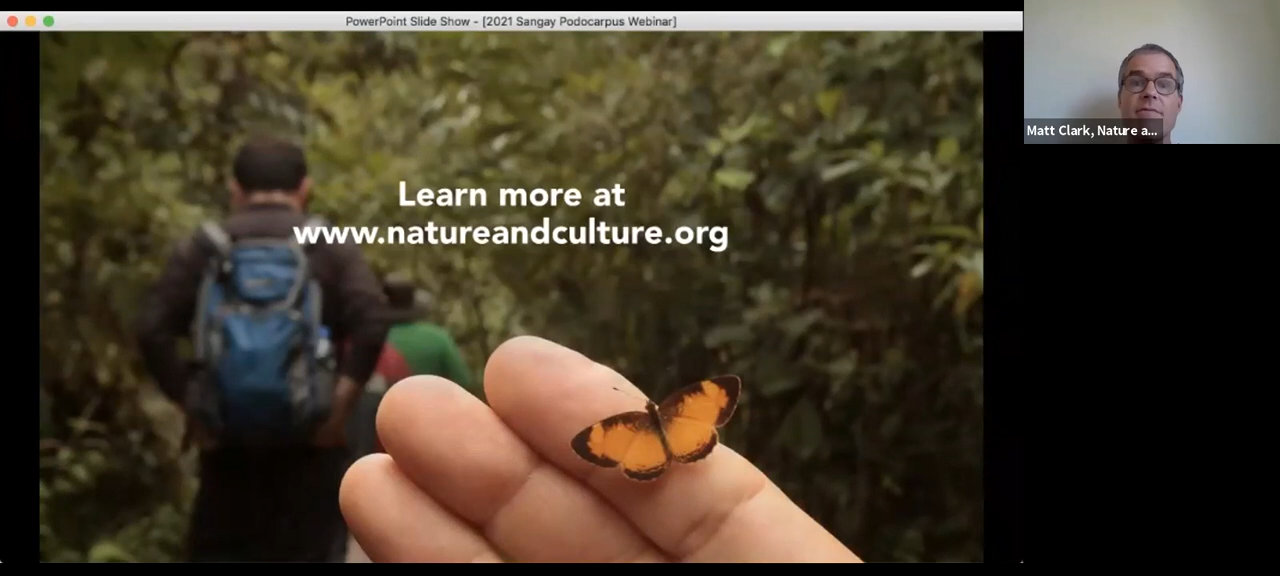 PowerPoint Slide Show - [2021 Sangay Podocarpus Webinar]
Learn more at
www.natureandculture.org
Matt Clark, Nature a...